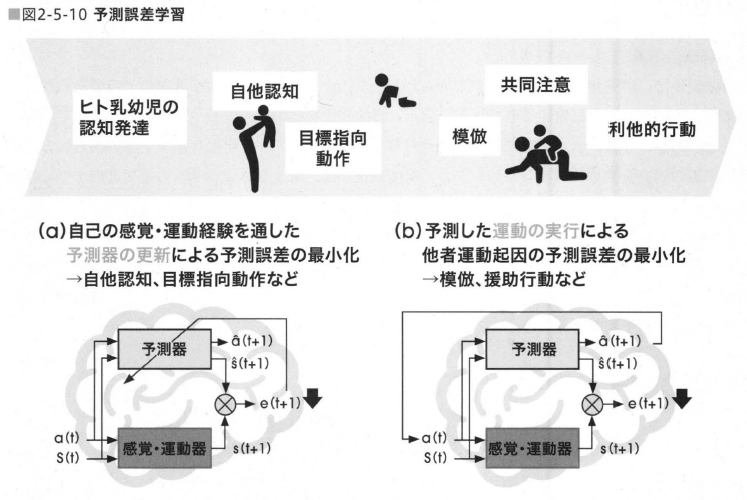 ■図2-5-10 予測誤差学習
ヒト乳幼児の
認知発達
自他認知
目標指向
動作
模倣
共同注意
利他的行動
(a)自己の感覚・運動経験を通した
予測器の更新による予測誤差の最小化
→自他認知、目標指向動作など
予測器
â(t+1)
ŝ(t+1)
e(t+1)
a(t)
S(t)
感覚・運動器
s(t+1)
(b)予測した運動の実行による
他者運動起因の予測誤差の最小化
→模倣、援助行動など
予測器
â(t+1)
ŝ(t+1)
e(t+1)
a(t)
S(t)
感覚・運動器
s(t+1)